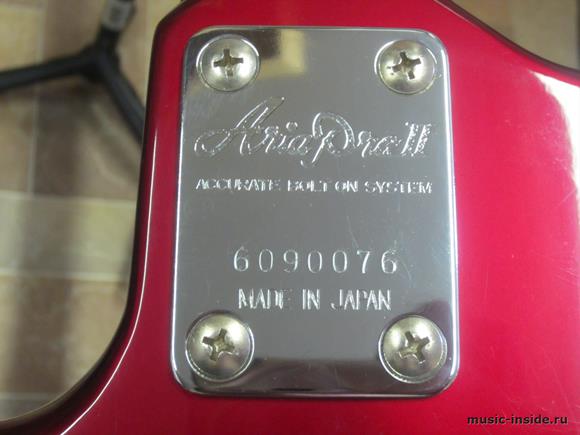 Aria Pro II
ACCURATE BOLT ON SYSTEM
6090076
MADE IN JAPAN
music-inside.ru